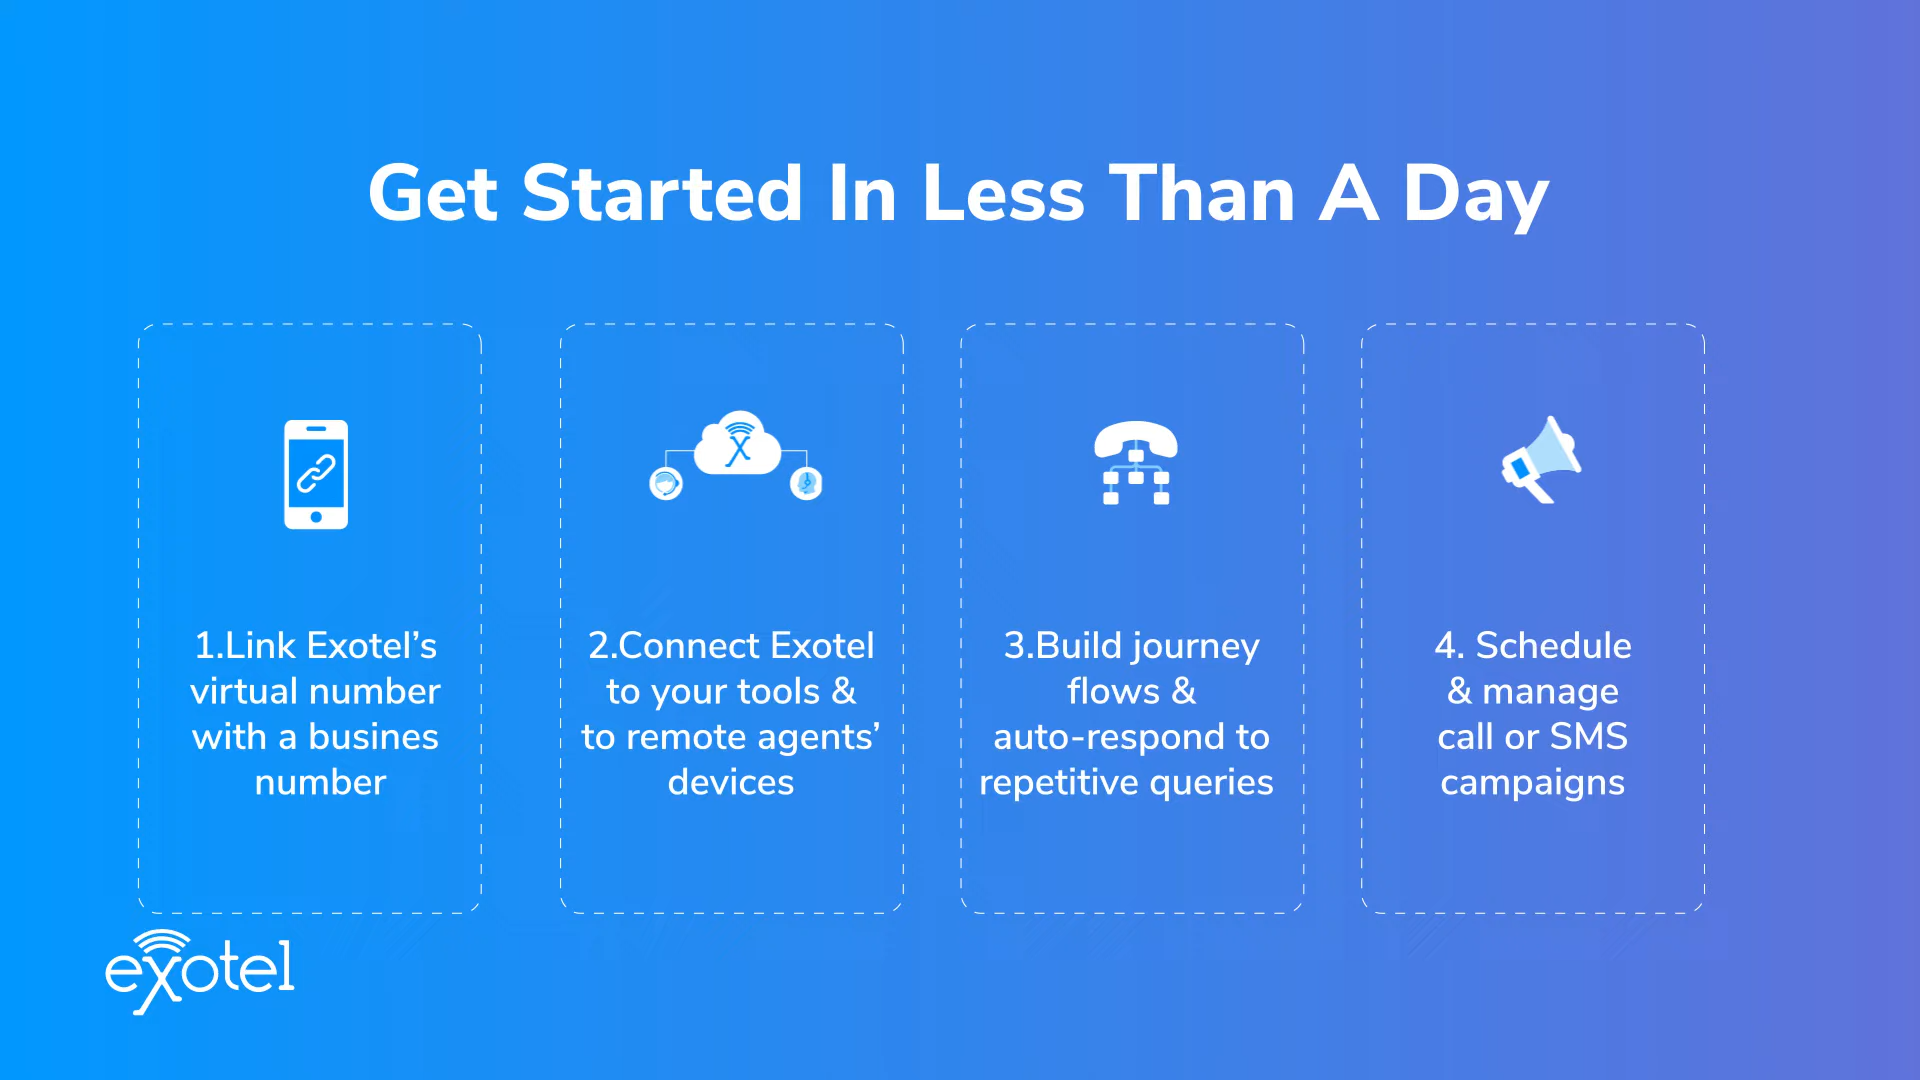 Get Started In Less Than A Day
1.Link Exotel’s
virtual number
with a busines
number
2.Connect Exotel
to your tools &
to remote agents’
devices
3.Build journey
flows &
auto-respond to
repetitive queries
4. Schedule
& manage
call or SMS
campaigns
exotel